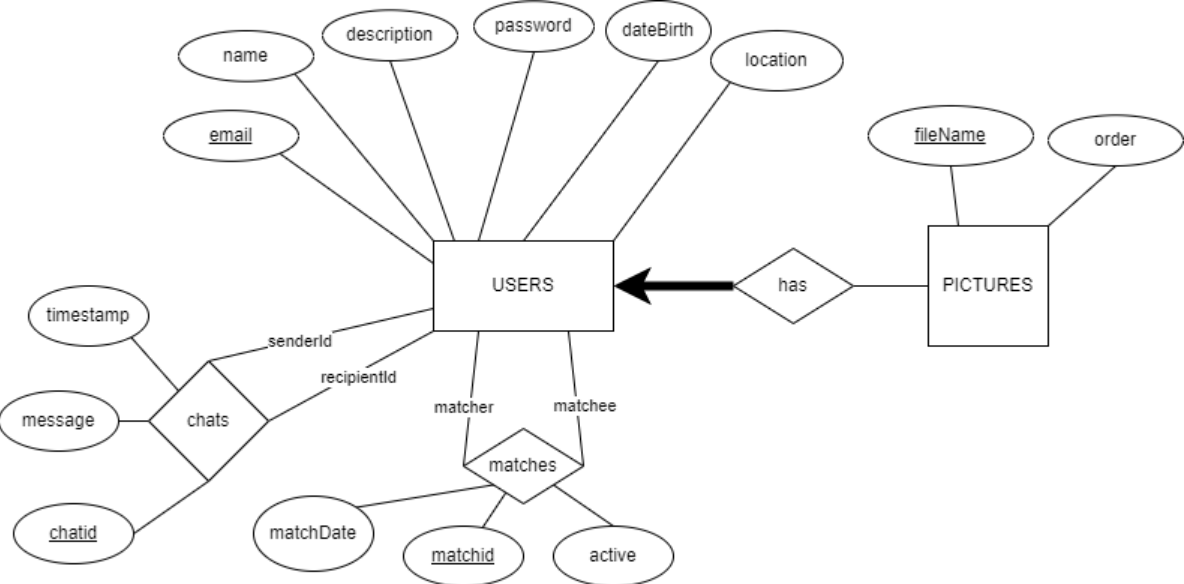 name
description
password
dateBirth
location
email
fileName
order
USERS
has
PICTURES
timestamp
senderId
recipientId
message
chats
matcher
matchee
matches
chatid
matchDate
matchid
active